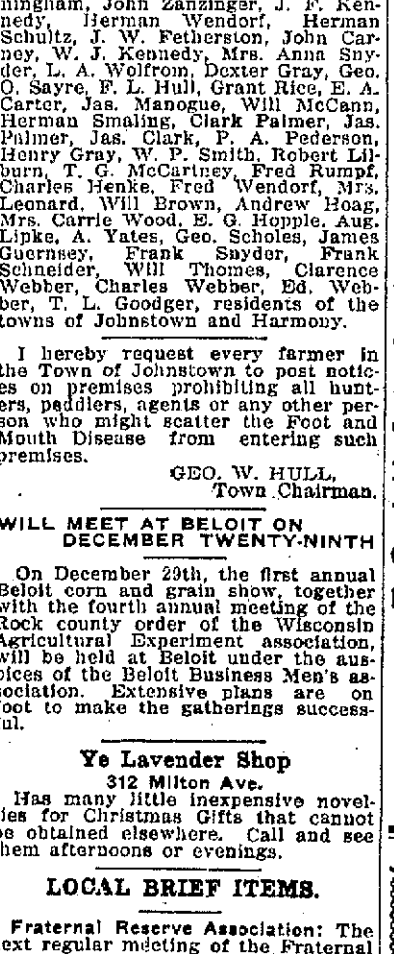 ningham, John Zanzinger, J. F. Ken-
nedy, Herman Wendorf, Herman
Schultz, J. W. Fetherston, John Car-
ney, W. J. Kennedy, Mrs. Anna Sny-
der, L. A. Wolfrom, Dexter Gray, Geo.
O. Sayre, F. L. Hull, Grant Rice, E. A.
Carter, Jas. Manogue, Will McCann,
Herman Smaling, Clark Palmer, Jas.
Palmer, Jas. Clark, P. A. Pederson,
Henry Gray, W. P. Smith, Robert Lil-
burn, T. G. McCartney, Fred Rumpf,
Charles Henke, Fred Wendorf, Mrs.
Leonard, Will Brown, Andrew Hoag,
Mrs. Carrie Wood, E. G. Hopple, Aug.
Lipke, A. Yates, Geo. Scholes, James
Guernsey, Frank Snyder, Frank
Schneider, Will Thomes, Clarence
Webber, Charles Webber, Ed. Web-
ber, T. L. Goodger, residents of the
towns of Johnstown and Harmony.
I hereby request every farmer in
the Town of Johnstown to post notic-
es on premises prohibiting all hunt-
ers, peddlers, agents or any other per-
son who might scatter the Foot and
Mouth Disease from entering such
premises.
GEO. W. HULL,
Town Chairman.
WILL MEET AT BELOIT ON
DECEMBER TWENTY-NINTH
On December 29th, the first annual
Beloit corn and grain show, together
with the fourth annual meeting of the
Rock county order of the Wisconsin
Agricultural Experiment association,
will be held at Beloit under the aus-
pices of the Beloit Business Men's as-
sociation. Extensive plans are on
foot to make the gatherings success-
ful.
Ye Lavender Shop
312 Milton Ave.
Has many little inexpensive novel-
ties for Christmas Gifts that cannot
be obtained elsewhere. Call and see
them afternoons or evenings.
LOCAL BRIEF ITEMS.
Fraternal Reserve Association: The
next regular meeting of the Fraternal